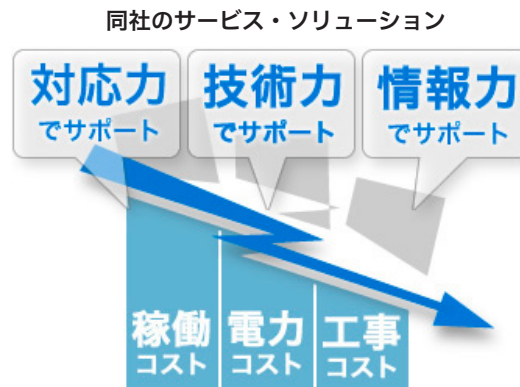 同社のサービス・ソリューション
対応力
でサポート
技術力
でサポート
情報力
でサポート
稼働
コスト
電力
コスト
工事
コスト